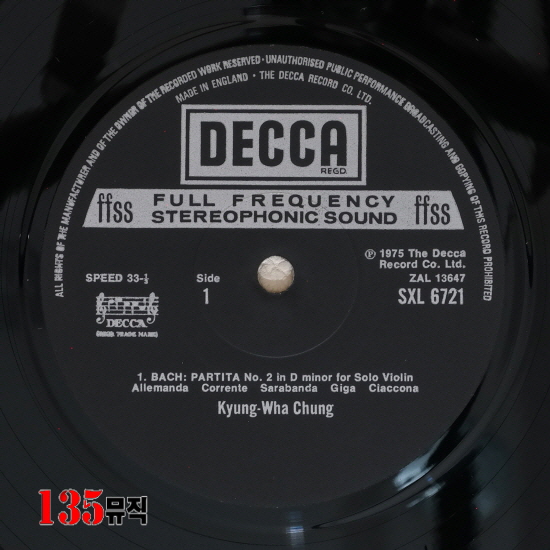 ALL RIGHTS OF THE MANUFACTURER AND OF THE OWNER OF THE RECORDED WORK RESERVED · UNAUTHORISED PUBLIC PERFORMANCE BROADCASTING AND COPYING OF THIS RECORD PROHIBITED
MADE IN ENGLAND · THE DECCA RECORD CO. LTD.
DECCA
REGD.
ffss FULL FREQUENCY ffss
STEREOPHONIC SOUND
℗ 1975 The Decca
Record Co. Ltd.
SPEED 33-⅓ Side ZAL 13647
1 SXL 6721
DECCA
(REGD. TRADE MARK)
1. BACH: PARTITA No. 2 in D minor for Solo Violin
Allemanda Corrente Sarabanda Giga Ciaccona
Kyung-Wha Chung
135뮤직